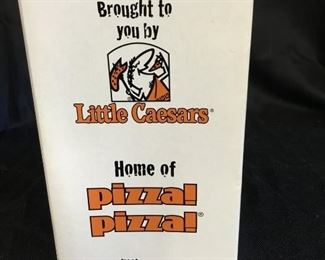 Brought to
you by
Little Caesars®
Home of
pizza!
pizza!®